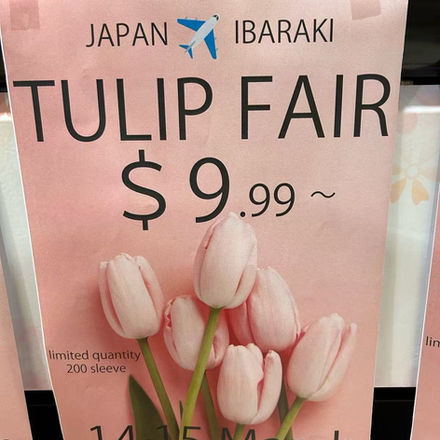 JAPAN ✈️ IBARAKI
TULIP FAIR
$9.99 ~
limited quantity
200 sleeve